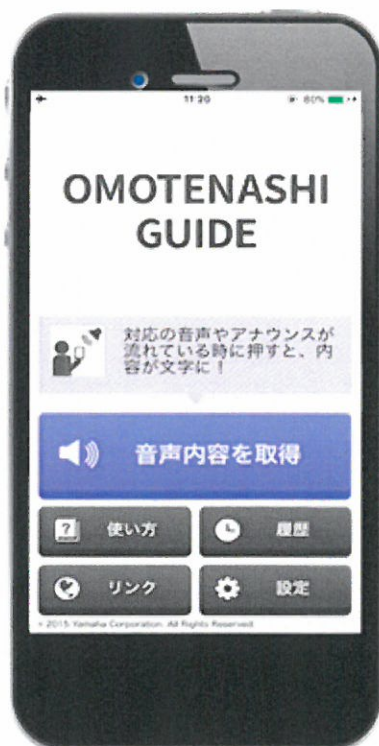 11:20
80%
OMOTENASHI
GUIDE
対応の音声やアナウンスが
流れている時に押すと、内
容が文字に！
音声内容を取得
?
使い方
履歴
リンク
設定
© 2015 Yamaha Corporation. All Rights Reserved.